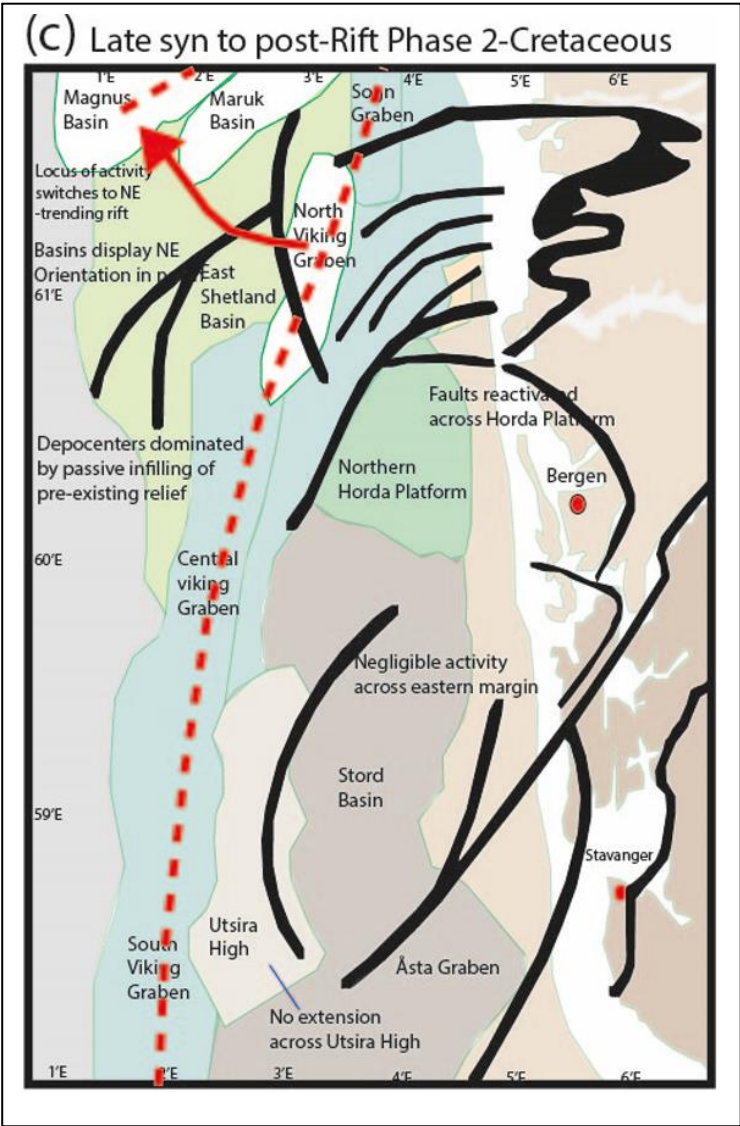 (c) Late syn to post-Rift Phase 2-Cretaceous
1°E 2°E 3°E 4°E 5°E 6°E
Magnus
Basin
Maruk
Basin
Graben
Locus of activity
switches to NE
-trending rift
North
Viking
Graben
Basins display NE
Orientation in
61°E
East
Shetland
Basin
Faults reactivated
across Horda Platform
Depocenters dominated
by passive infilling of
pre-existing relief
Northern
Horda Platform
Bergen
60°E
Central
viking
Graben
Negligible activity
across eastern margin
Stord
Basin
59°E
Stavanger
Utsira
High
South
Viking
Graben
Åsta Graben
No extension
across Utsira High
1°E 2°E 3°E 4°E 5°E 6°E